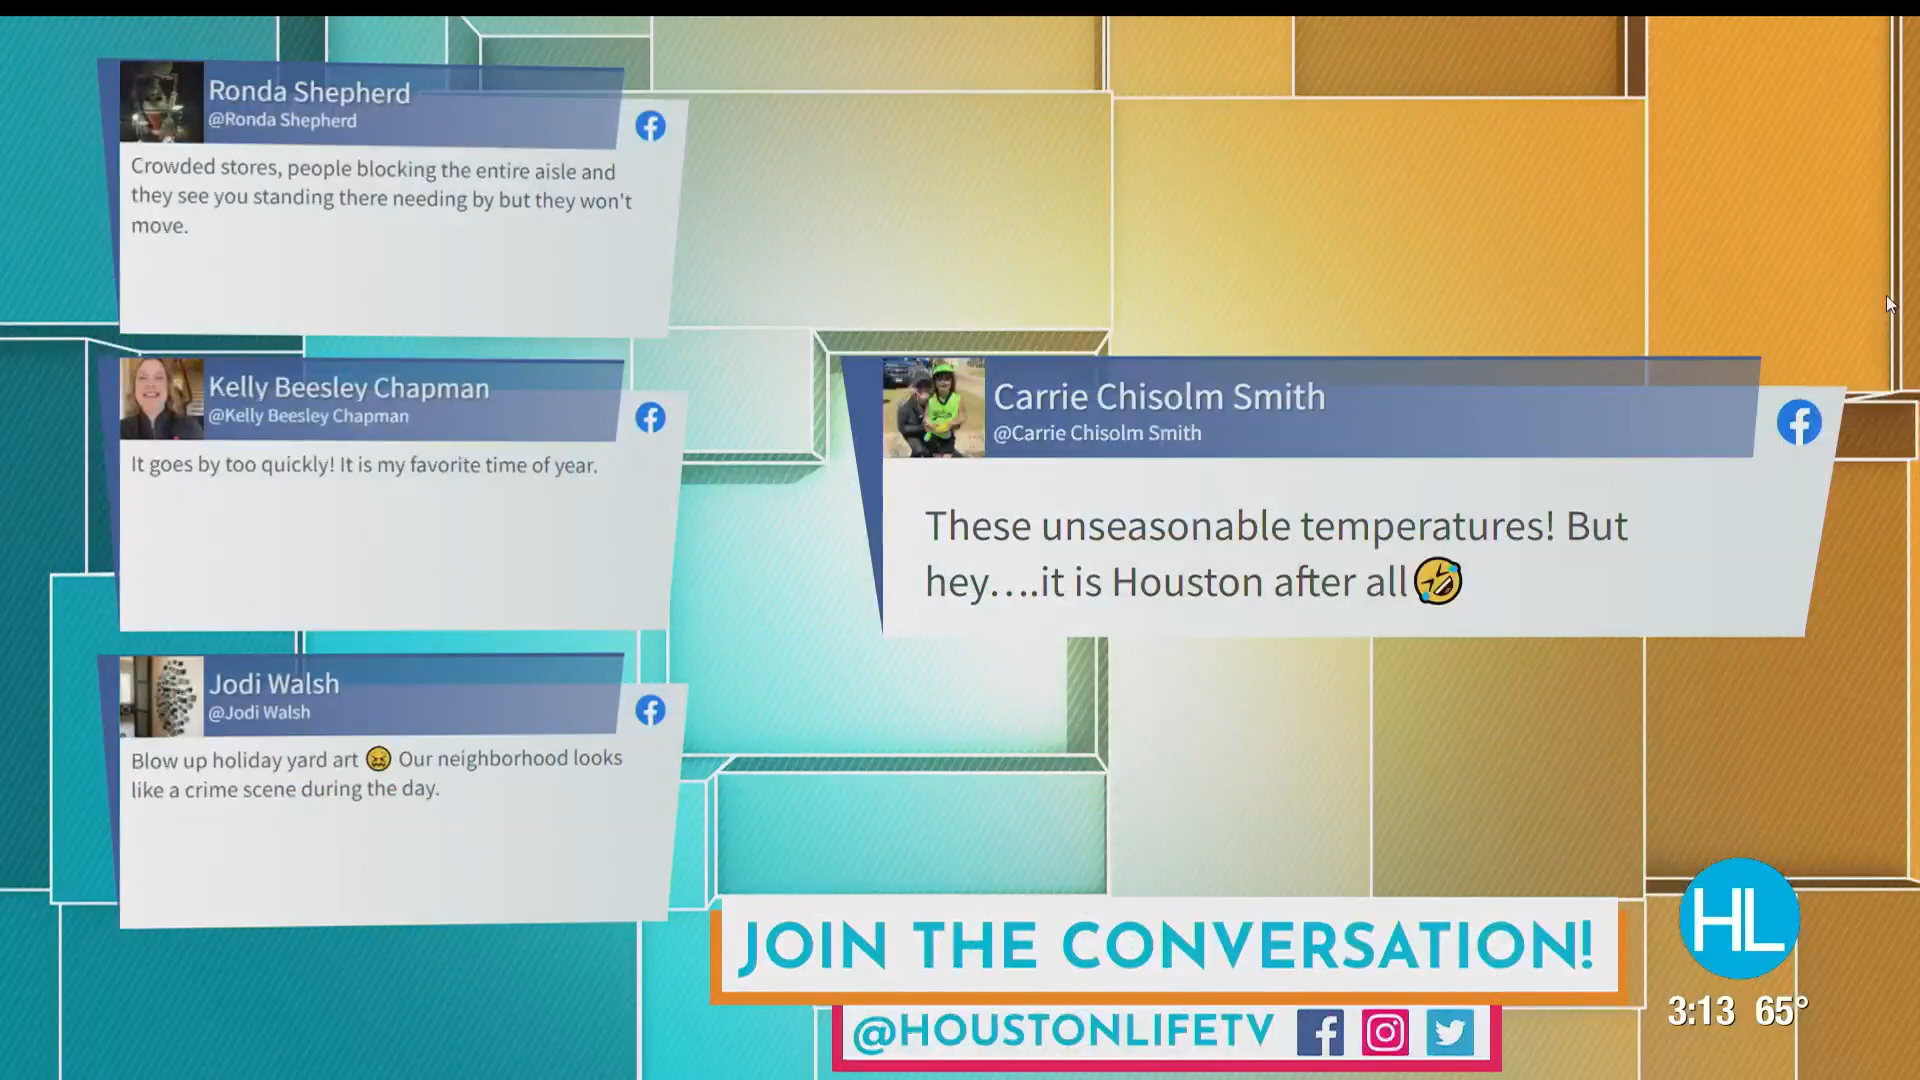 Ronda Shepherd
@Ronda Shepherd
Crowded stores, people blocking the entire aisle and
they see you standing there needing by but they won't
move.
Kelly Beesley Chapman
@Kelly Beesley Chapman
It goes by too quickly! It is my favorite time of year.
Jodi Walsh
@Jodi Walsh
Blow up holiday yard art 😖 Our neighborhood looks
like a crime scene during the day.
Carrie Chisolm Smith
@Carrie Chisolm Smith
These unseasonable temperatures! But
hey….it is Houston after all🤣
JOIN THE CONVERSATION!
@HOUSTONLIFETV
HL
3:13 65°